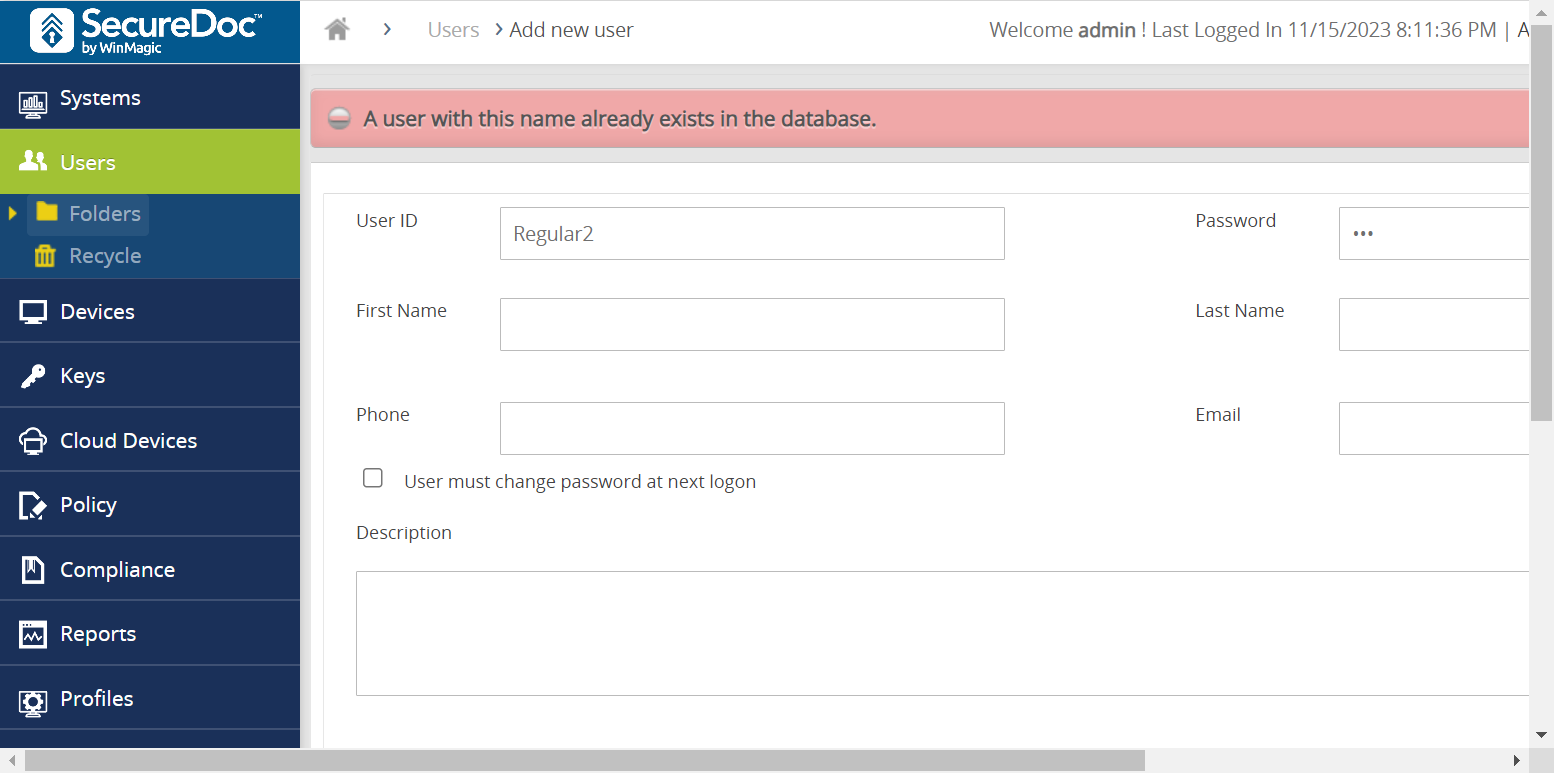 SecureDoc™
by WinMagic
Users Add new user
Welcome admin ! Last Logged In 11/15/2023 8:11:36 PM | A
Systems
Users
Folders
Recycle
Devices
Keys
Cloud Devices
Policy
Compliance
Reports
Profiles
A user with this name already exists in the database.
User ID
Regular2
Password
•••
First Name
Last Name
Phone
Email
User must change password at next logon
Description